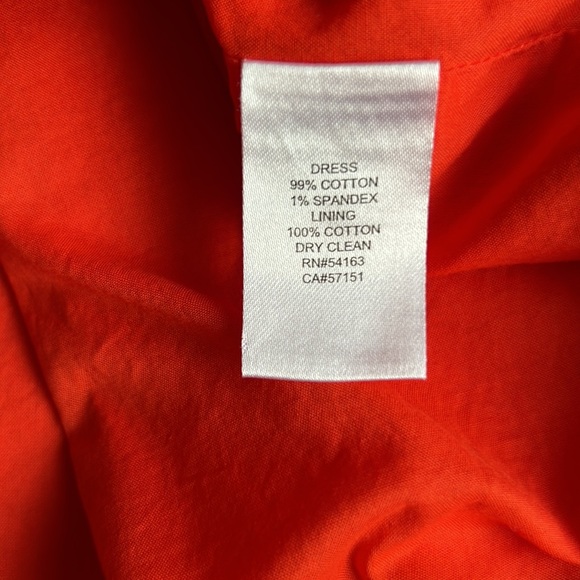 DRESS
99% COTTON
1% SPANDEX
LINING
100% COTTON
DRY CLEAN
RN#54163
CA#57151